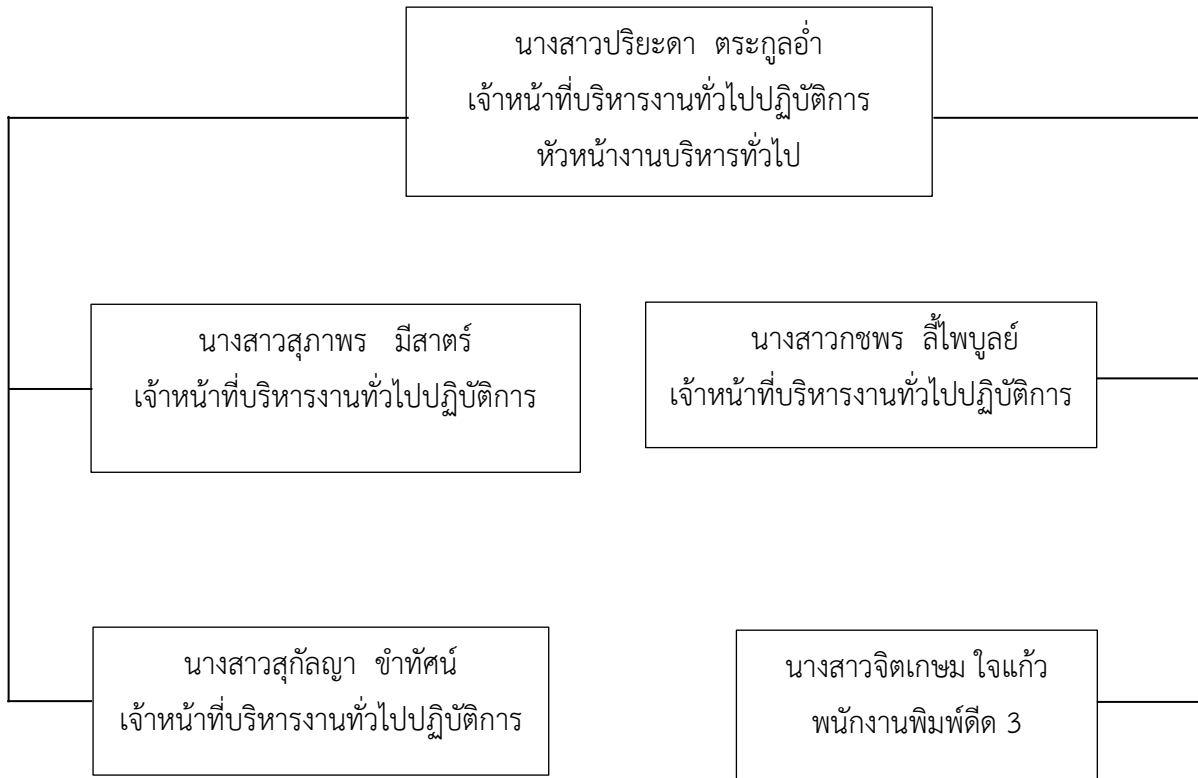 นางสาวปริยะดา ตระกูลอ่ำ
เจ้าหน้าที่บริหารงานทั่วไปปฏิบัติการ
หัวหน้างานบริหารทั่วไป
นางสาวสุภาพร มีสาตร์
เจ้าหน้าที่บริหารงานทั่วไปปฏิบัติการ
นางสาวกชพร ลี้ไพบูลย์
เจ้าหน้าที่บริหารงานทั่วไปปฏิบัติการ
นางสาวสุกัลญา ขำทัศน์
เจ้าหน้าที่บริหารงานทั่วไปปฏิบัติการ
นางสาวจิตเกษม ใจแก้ว
พนักงานพิมพ์ดีด 3